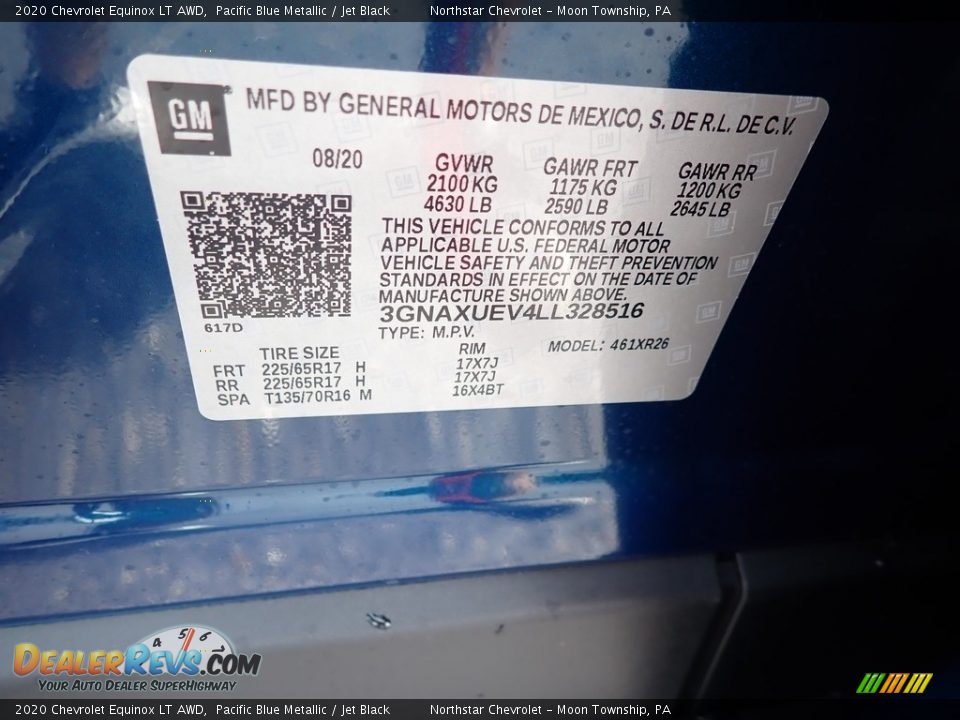 2020 Chevrolet Equinox LT AWD, Pacific Blue Metallic / Jet Black Northstar Chevrolet – Moon Township, PA
GM
MFD BY GENERAL MOTORS DE MEXICO, S. DE R.L. DE C.V.
08/20 GVWR GAWR FRT GAWR RR
2100 KG 1175 KG 1200 KG
4630 LB 2590 LB 2645 LB
THIS VEHICLE CONFORMS TO ALL
APPLICABLE U.S. FEDERAL MOTOR
VEHICLE SAFETY AND THEFT PREVENTION
STANDARDS IN EFFECT ON THE DATE OF
MANUFACTURE SHOWN ABOVE.
3GNAXUEV4LL328516
617D
TYPE: M.P.V. MODEL: 461XR26
TIRE SIZE RIM
FRT 225/65R17 H 17X7J
RR 225/65R17 H 17X7J
SPA T135/70R16 M 16X4BT
4 5 6
DEALERREVS.COM
YOUR AUTO DEALER SUPERHIGHWAY
2020 Chevrolet Equinox LT AWD, Pacific Blue Metallic / Jet Black Northstar Chevrolet – Moon Township, PA